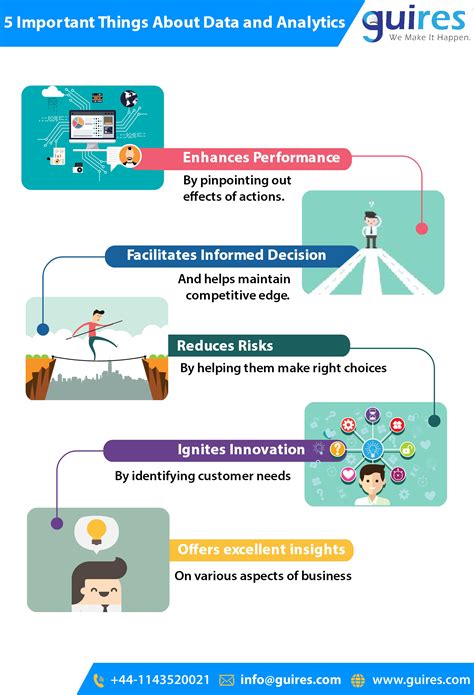 5 Important Things About Data and Analytics
guires
We Make It Happen.
Enhances Performance
By pinpointing out
effects of actions.
Facilitates Informed Decision
And helps maintain
competitive edge.
Reduces Risks
By helping them make right choices
Ignites Innovation
By identifying customer needs
Offers excellent insights
On various aspects of business
+44-1143520021
info@guires.com
www.guires.com